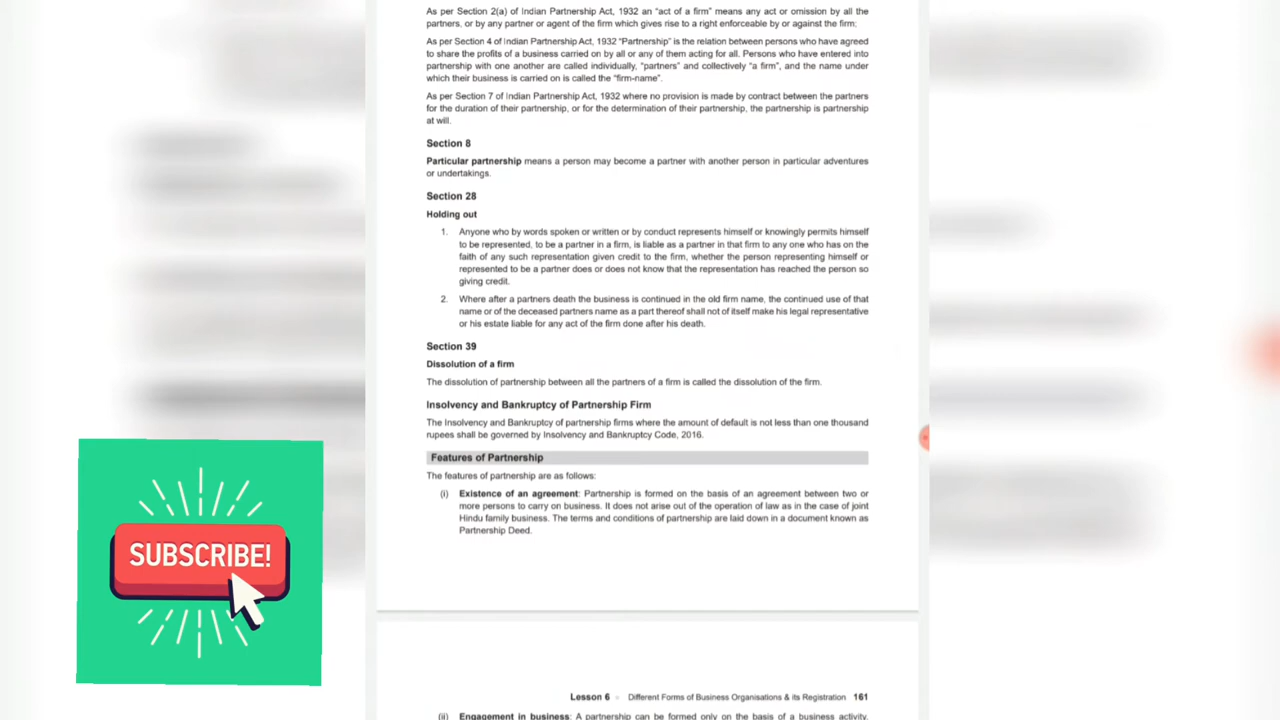 As per Section 2(a) of Indian Partnership Act, 1932 an “act of a firm” means any act or omission by all the
partners, or by any partner or agent of the firm which gives rise to a right enforceable by or against the firm;
As per Section 4 of Indian Partnership Act, 1932 “Partnership” is the relation between persons who have agreed
to share the profits of a business carried on by all or any of them acting for all. Persons who have entered into
partnership with one another are called individually, “partners” and collectively “a firm”, and the name under
which their business is carried on is called the “firm-name”.
As per Section 7 of Indian Partnership Act, 1932 where no provision is made by contract between the partners
for the duration of their partnership, or for the determination of their partnership, the partnership is partnership
at will.
Section 8
Particular partnership means a person may become a partner with another person in particular adventures
or undertakings.
Section 28
Holding out
1. Anyone who by words spoken or written or by conduct represents himself or knowingly permits himself
to be represented, to be a partner in a firm, is liable as a partner in that firm to any one who has on the
faith of any such representation given credit to the firm, whether the person representing himself or
represented to be a partner does or does not know that the representation has reached the person so
giving credit.
2. Where after a partners death the business is continued in the old firm name, the continued use of that
name or of the deceased partners name as a part thereof shall not of itself make his legal representative
or his estate liable for any act of the firm done after his death.
Section 39
Dissolution of a firm
The dissolution of partnership between all the partners of a firm is called the dissolution of the firm.
Insolvency and Bankruptcy of Partnership Firm
The Insolvency and Bankruptcy of partnership firms where the amount of default is not less than one thousand
rupees shall be governed by Insolvency and Bankruptcy Code, 2016.
Features of Partnership
The features of partnership are as follows:
(i) Existence of an agreement: Partnership is formed on the basis of an agreement between two or
more persons to carry on business. It does not arise out of the operation of law as in the case of joint
Hindu family business. The terms and conditions of partnership are laid down in a document known as
Partnership Deed.
SUBSCRIBE!
Lesson 6 Different Forms of Business Organisations & its Registration 161
(ii) Engagement in business: A partnership can be formed only on the basis of a business activity.